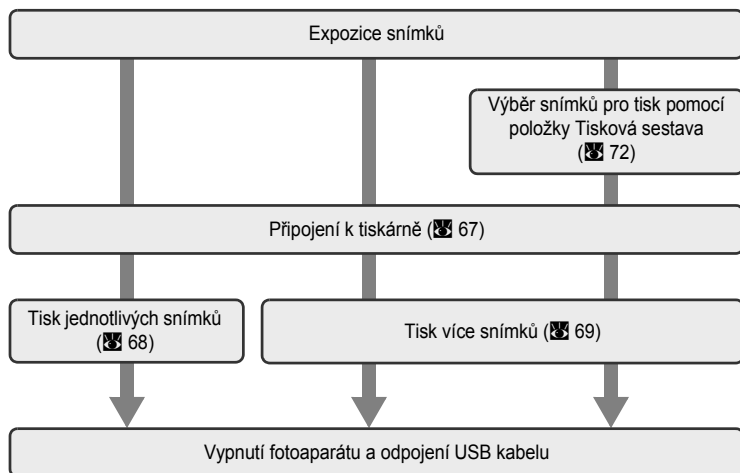 Expozice snímků
Výběr snímků pro tisk pomocí
položky Tisková sestava
( 72)
Připojení k tiskárně ( 67)
Tisk jednotlivých snímků
( 68)
Tisk více snímků ( 69)
Vypnutí fotoaparátu a odpojení USB kabelu